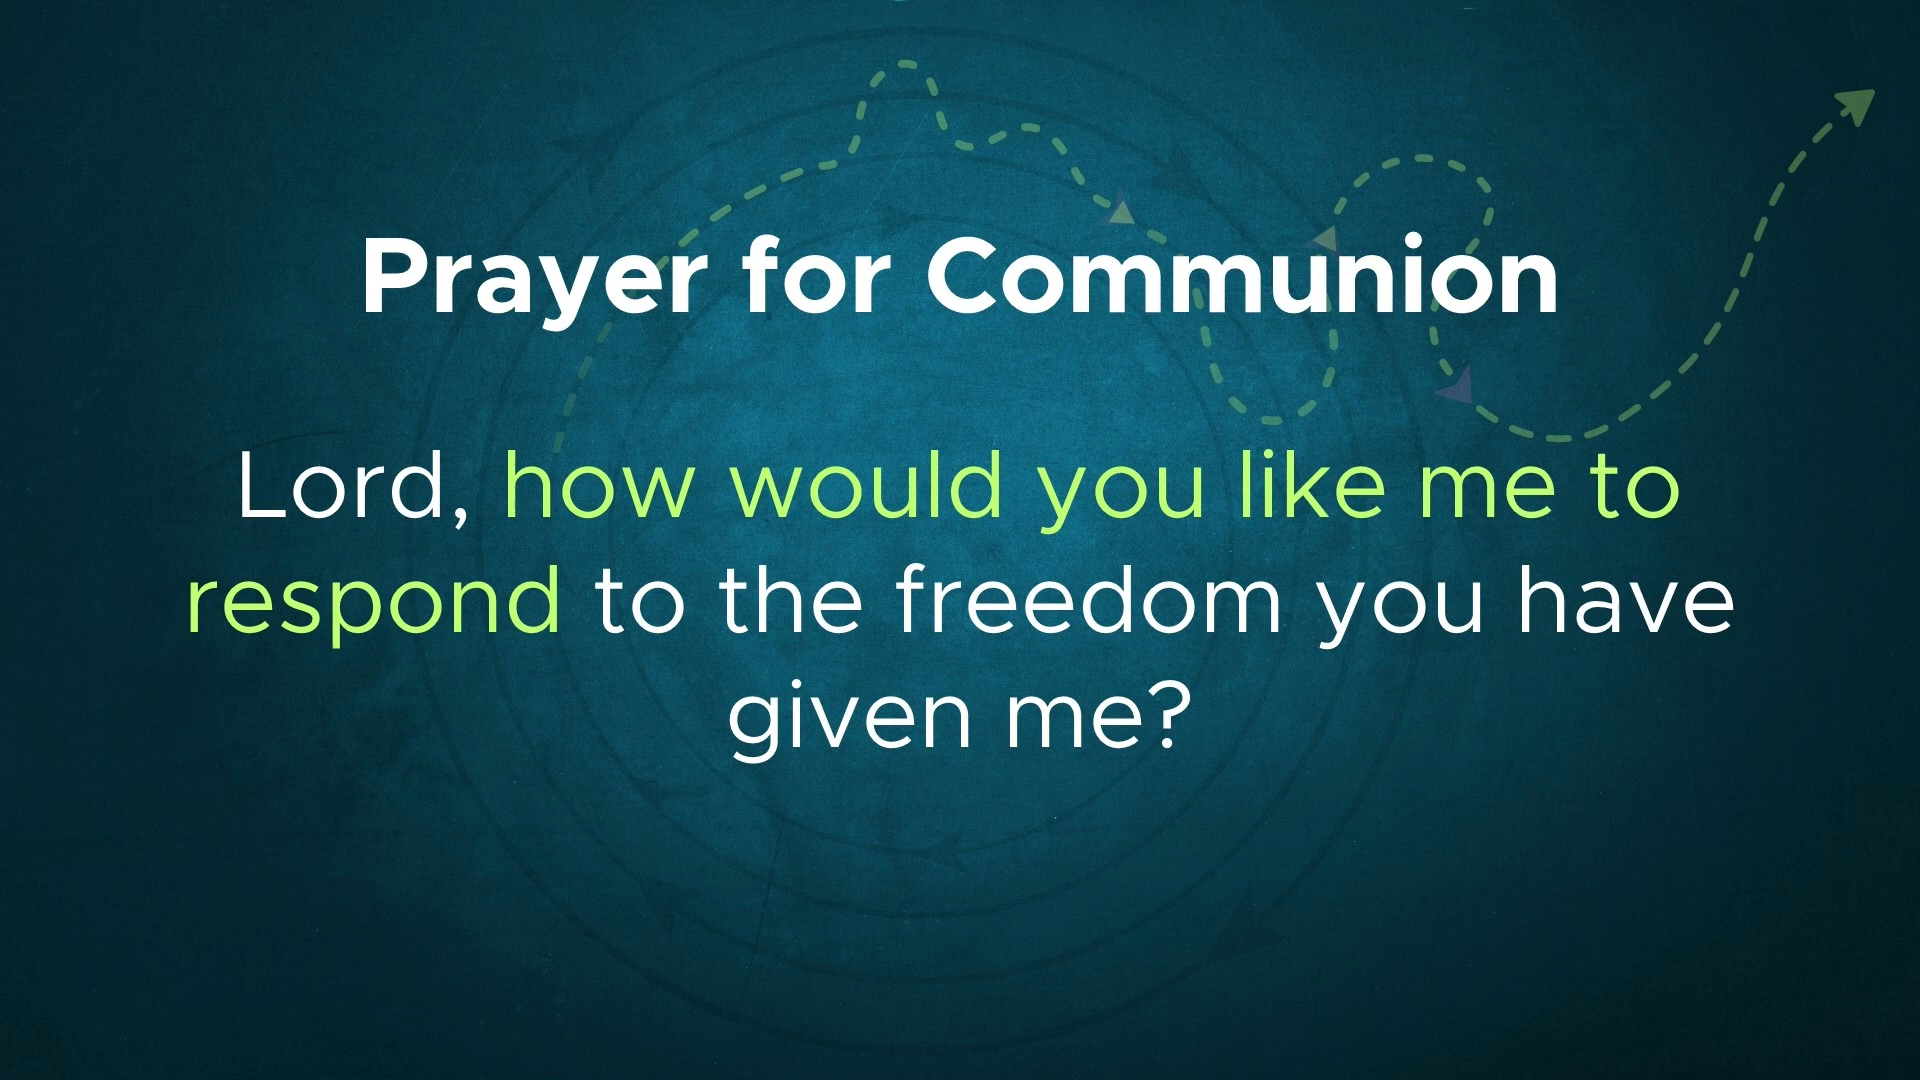 Prayer for Communion
Lord, how would you like me to
respond to the freedom you have
given me?